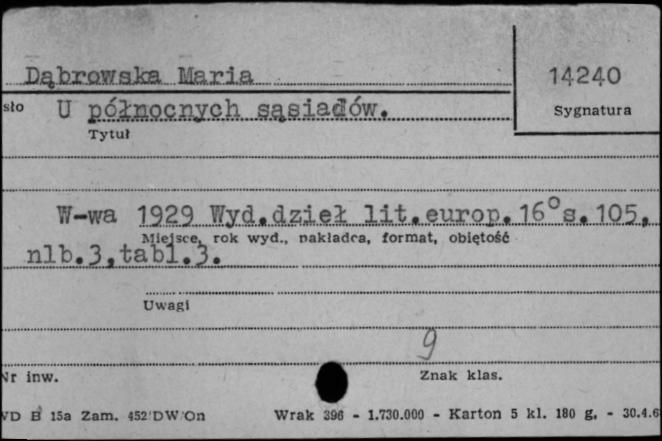 Dąbrowska Maria
14240
sło U północnych sąsiadów.
Sygnatura
Tytuł
W-wa 1929 Wyd.dzieł lit.europ.16°s.105,
Miejsce, rok wyd., nakładca, format, objętość
nlb.3,tabl.3.
Uwagi
9
Nr inw.
Znak klas.
WD B 15a Zam. 452/DW/On Wrak 396 - 1.730.000 - Karton 5 kl. 180 g. - 30.4.6